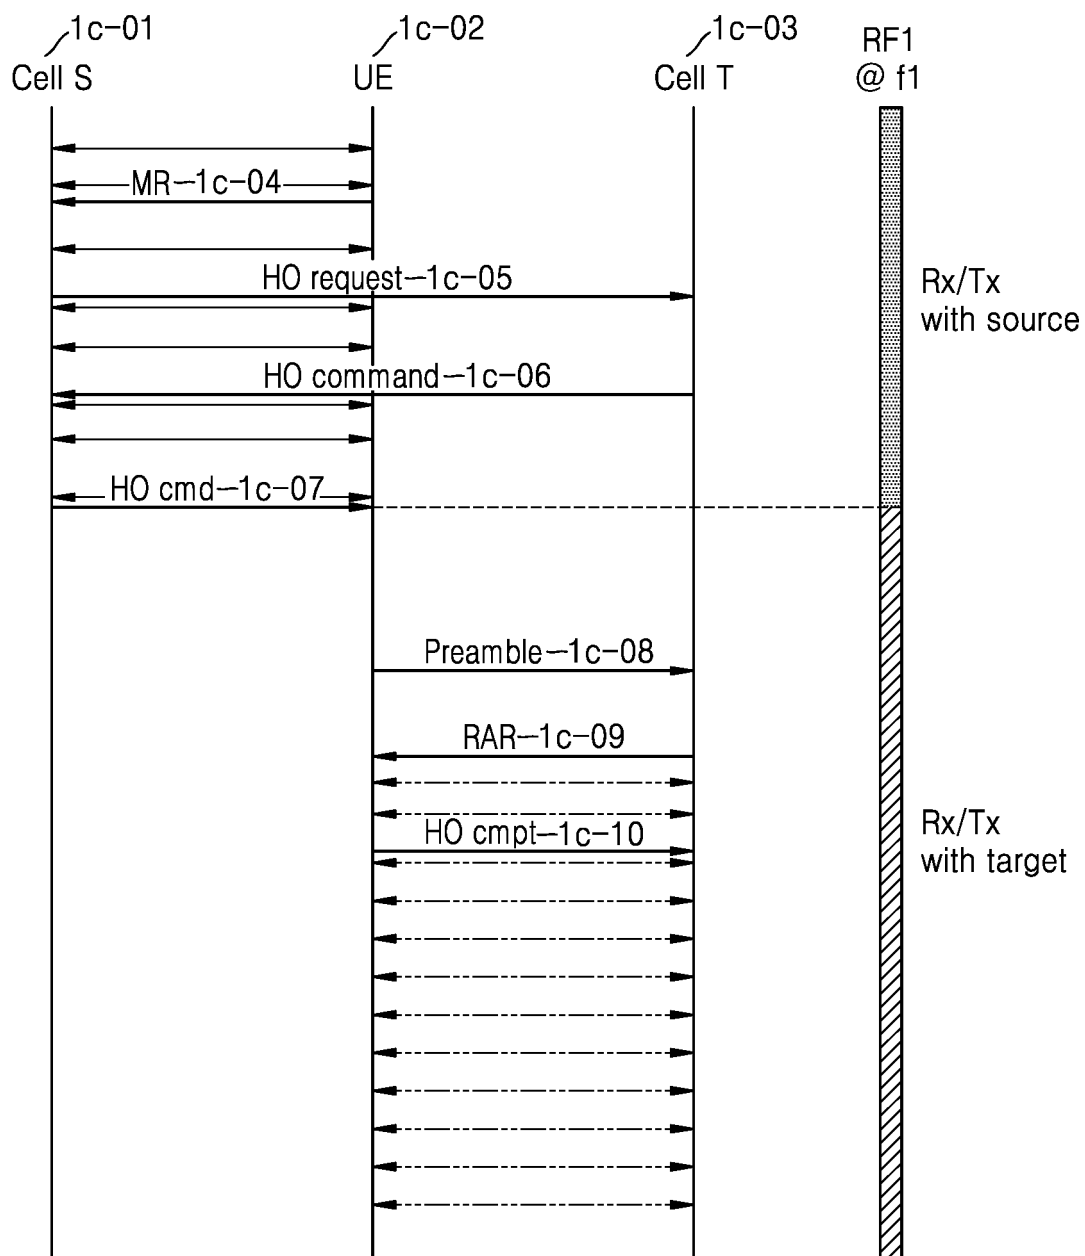 1c-01
1c-02
1c-03
Cell S
UE
Cell T
RF1
@ f1
MR-1c-04
HO request-1c-05
Rx/Tx
with source
HO command-1c-06
HO cmd-1c-07
Preamble-1c-08
RAR-1c-09
HO cmpt-1c-10
Rx/Tx
with target